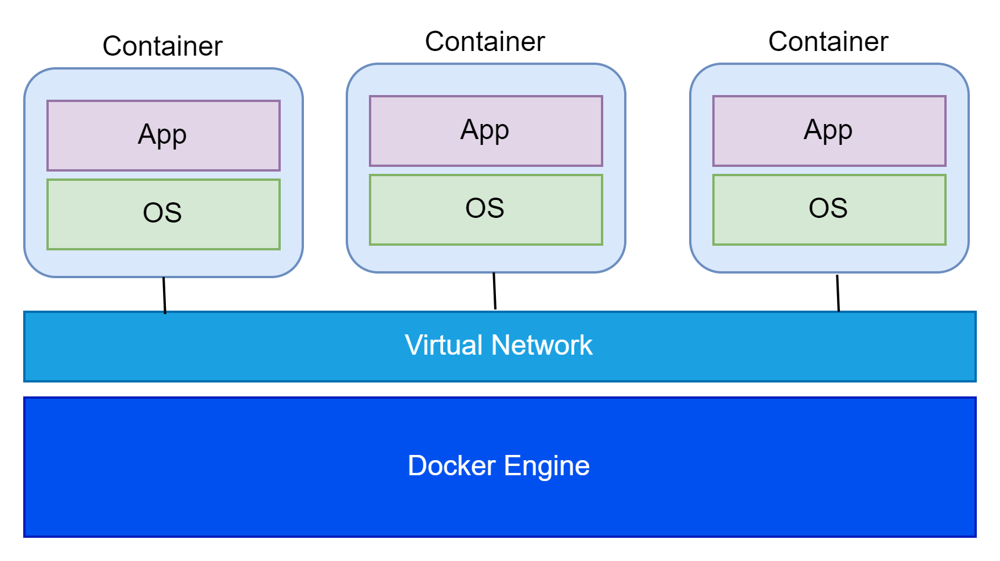 Container
Container
Container
App
App
App
OS
OS
OS
Virtual Network
Docker Engine